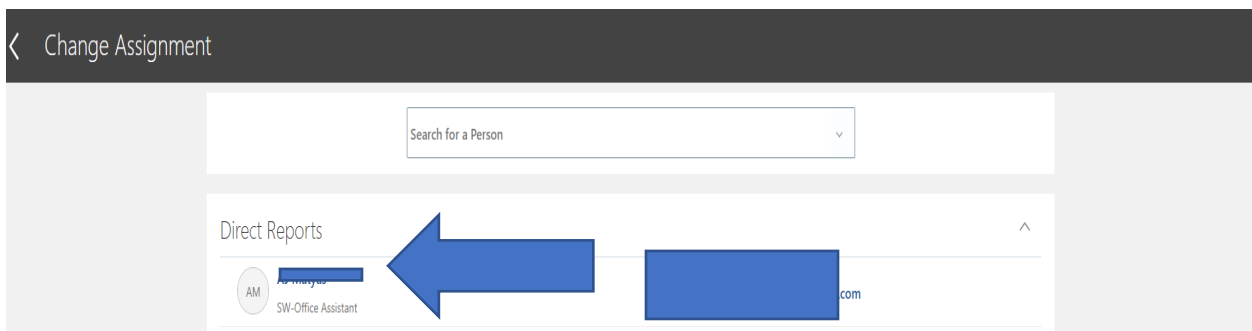 Change Assignment
Search for a Person
Direct Reports
AM
.com
SW-Office Assistant